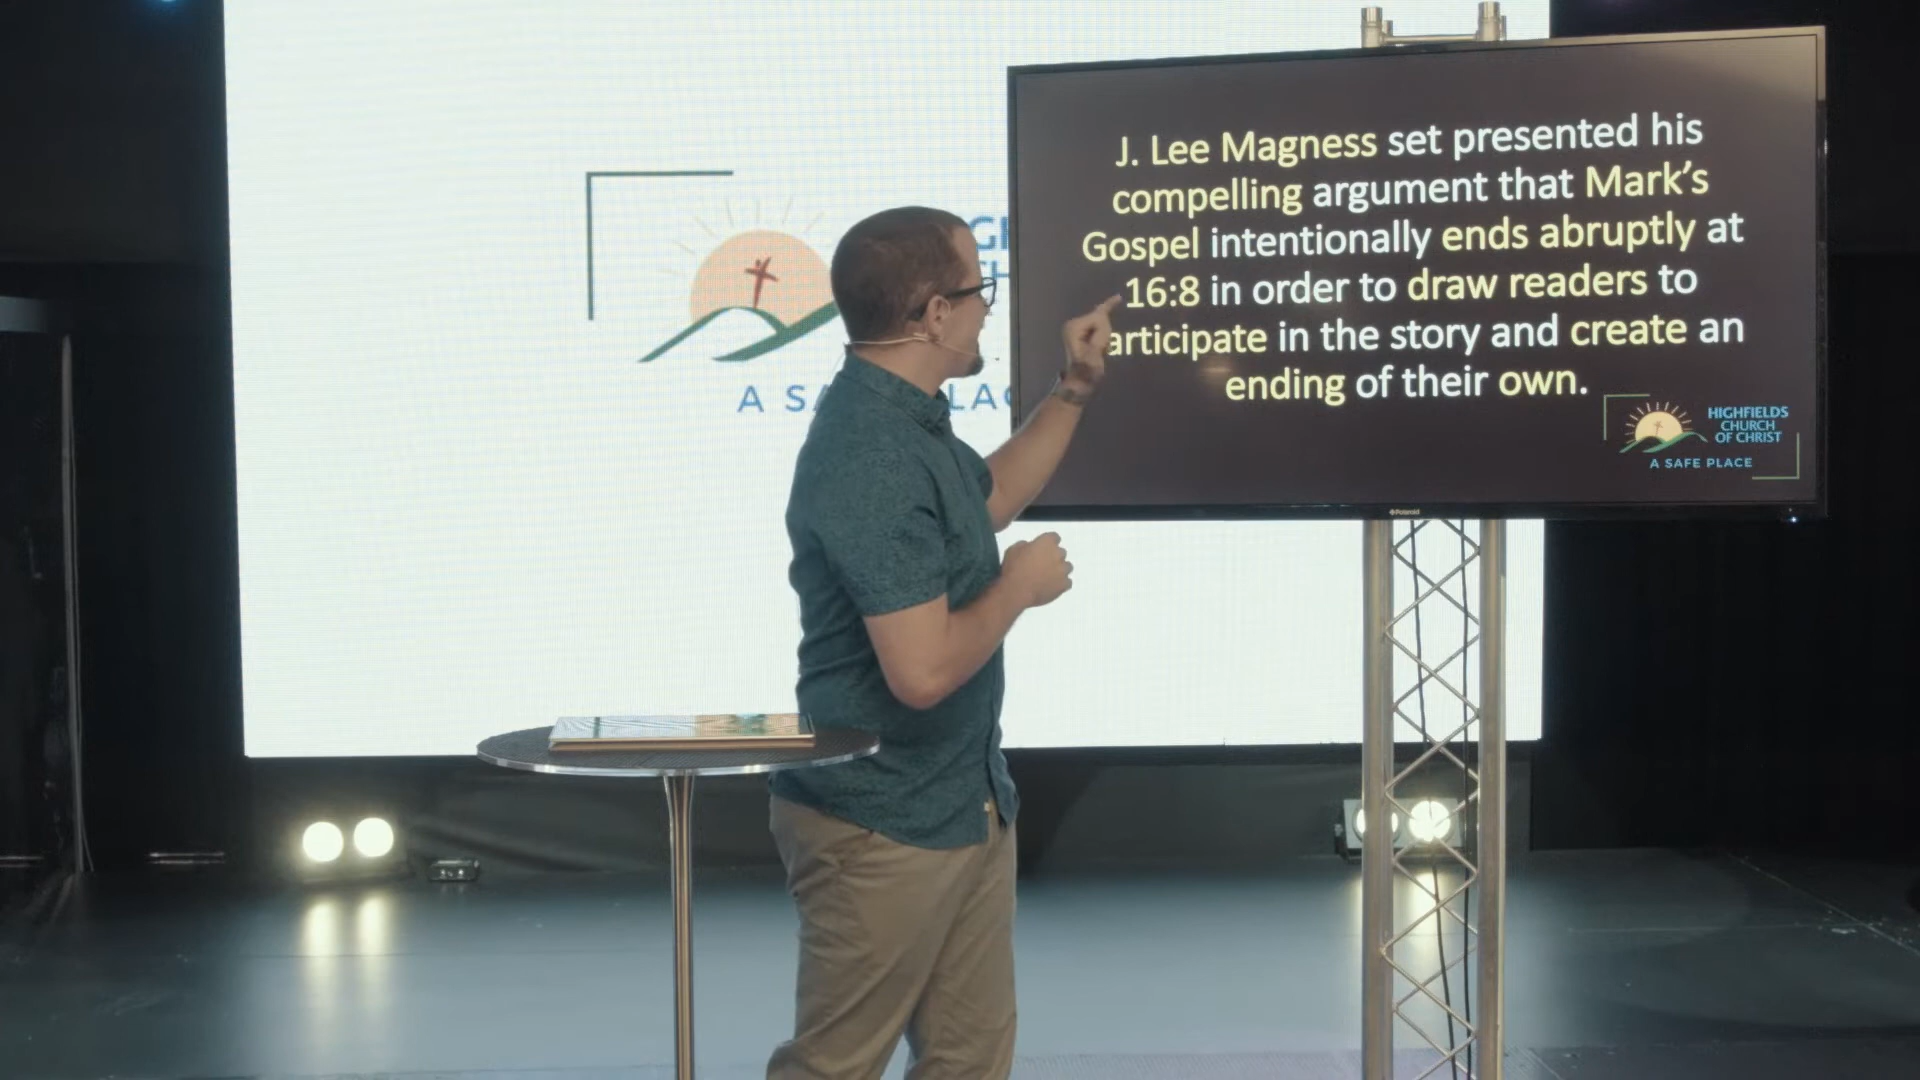 J. Lee Magness set presented his
compelling argument that Mark's
Gospel intentionally ends abruptly at
16:8 in order to draw readers to
articipate in the story and create an
ending of their own.
HIGHFIELDS
CHURCH
OF CHRIST
A SAFE PLACE
Polaroid